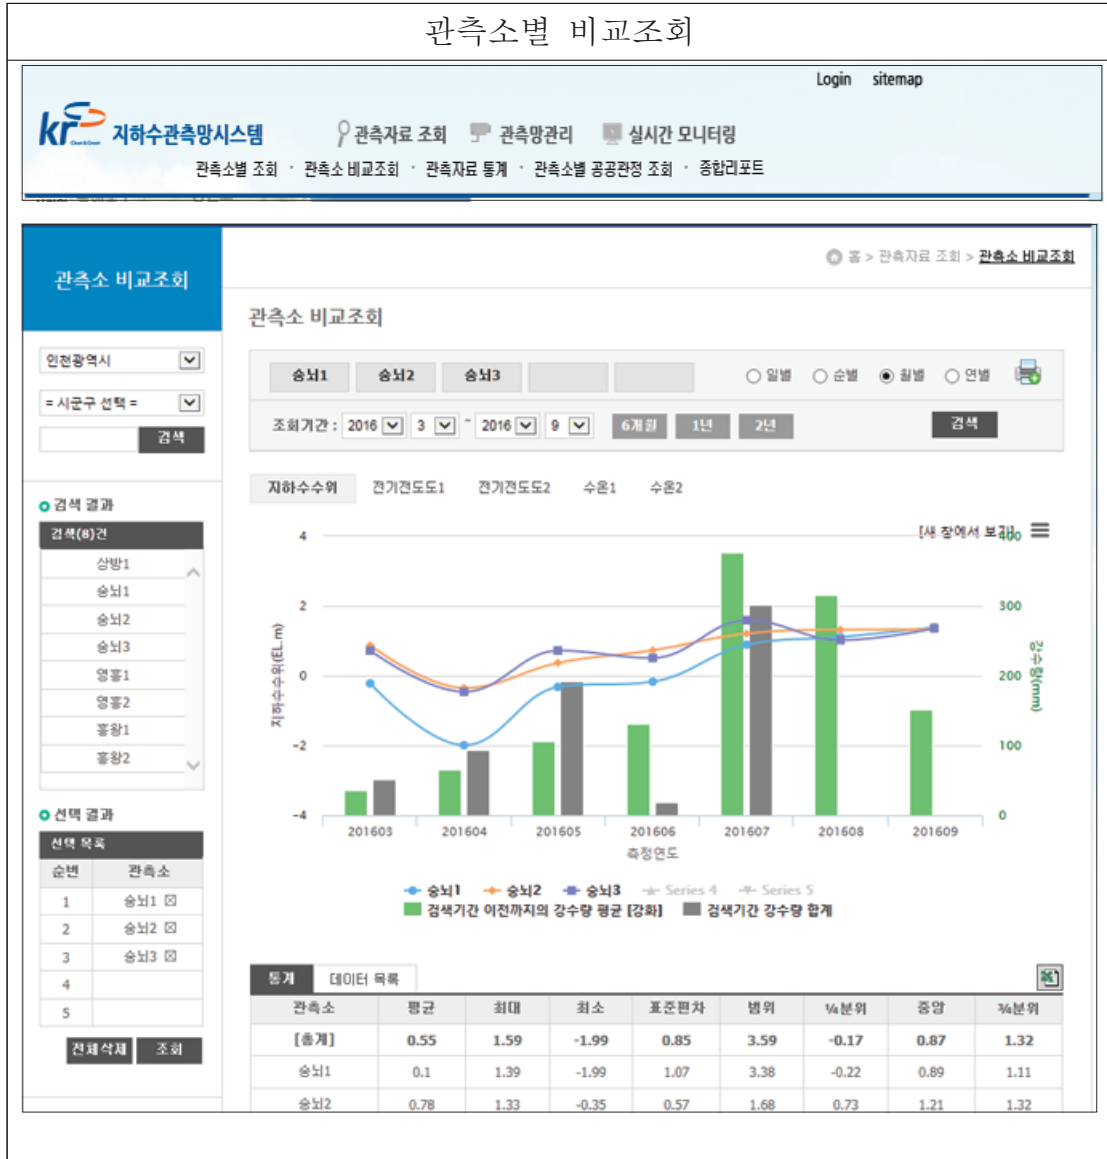 관측소별 비교조회
Login sitemap
kr 지하수관측망시스템 관측자료 조회 관측망관리 실시간 모니터링
관측소별 조회 · 관측소 비교조회 · 관측자료 통계 · 관측소별 공공관정 조회 · 종합리포트
관측소 비교조회
홈 > 관측자료 조회 > 관측소 비교조회
관측소 비교조회
인천광역시
= 시군구 선택 =
검색
숭뇌1 숭뇌2 숭뇌3 일별 순별 월별 연별
조회기간 : 2016 3 ~ 2016 9 6개월 1년 2년 검색
검색 결과
검색(8)건
상방1
숭뇌1
숭뇌2
숭뇌3
영흥1
영흥2
흥왕1
흥왕2
선택 결과
선택 목록
순번 관측소
1 숭뇌1
2 숭뇌2
3 숭뇌3
4
5
전체삭제 조회
지하수수위 전기전도도1 전기전도도2 수온1 수온2
[새 창에서 보기]
4 400
2 300
0 200
-2 100
-4 0
지하수수위(EL.m)
강수량(mm)
201603 201604 201605 201606 201607 201608 201609
측정연도
숭뇌1 숭뇌2 숭뇌3 Series 4 Series 5
검색기간 이전까지의 강수량 평균 [강화] 검색기간 강수량 합계
통계 데이터 목록
관측소 평균 최대 최소 표준편차 범위 ¼분위 중앙 ¾분위
[총계] 0.55 1.59 -1.99 0.85 3.59 -0.17 0.87 1.32
숭뇌1 0.1 1.39 -1.99 1.07 3.38 -0.22 0.89 1.11
숭뇌2 0.78 1.33 -0.35 0.57 1.68 0.73 1.21 1.32